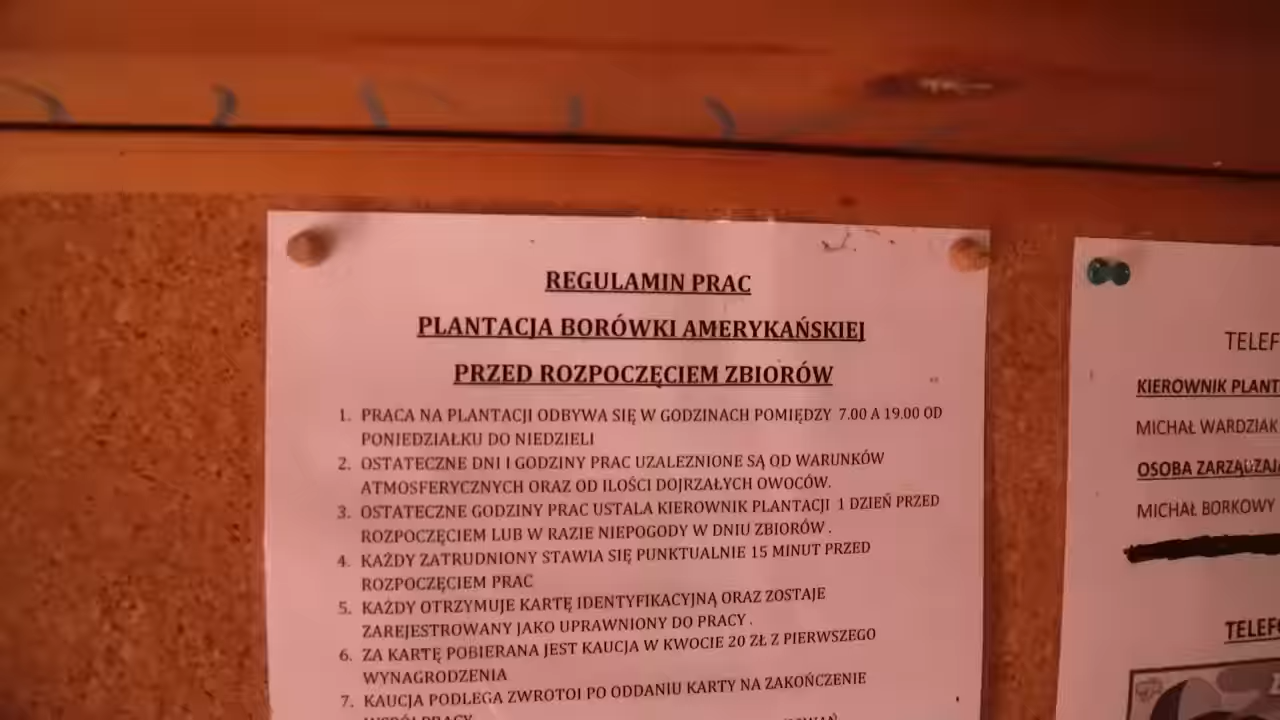 REGULAMIN PRAC
PLANTACJA BORÓWKI AMERYKAŃSKIEJ
PRZED ROZPOCZĘCIEM ZBIORÓW
1. PRACA NA PLANTACJI ODBYWA SIĘ W GODZINACH POMIĘDZY 7.00 A 19.00 OD
PONIEDZIAŁKU DO NIEDZIELI
2. OSTATECZNE DNI I GODZINY PRAC UZALEZNIONE SĄ OD WARUNKÓW
ATMOSFERYCZNYCH ORAZ OD ILOŚCI DOJRZAŁYCH OWOCÓW.
3. OSTATECZNE GODZINY PRAC USTALA KIEROWNIK PLANTACJI 1 DZIEŃ PRZED
ROZPOCZĘCIEM LUB W RAZIE NIEPOGODY W DNIU ZBIORÓW .
4. KAŻDY ZATRUDNIONY STAWIA SIĘ PUNKTUALNIE 15 MINUT PRZED
ROZPOCZĘCIEM PRAC
5. KAŻDY OTRZYMUJE KARTĘ IDENTYFIKACYJNĄ ORAZ ZOSTAJE
ZAREJESTROWANY JAKO UPRAWNIONY DO PRACY .
6. ZA KARTĘ POBIERANA JEST KAUCJA W KWOCIE 20 ZŁ Z PIERWSZEGO
WYNAGRODZENIA
7. KAUCJA PODLEGA ZWROTOI PO ODDANIU KARTY NA ZAKOŃCZENIE
TELEF
KIEROWNIK PLANT
MICHAŁ WARDZIAK
OSOBA ZARZĄDZAJ
MICHAŁ BORKOWY
TELEFO